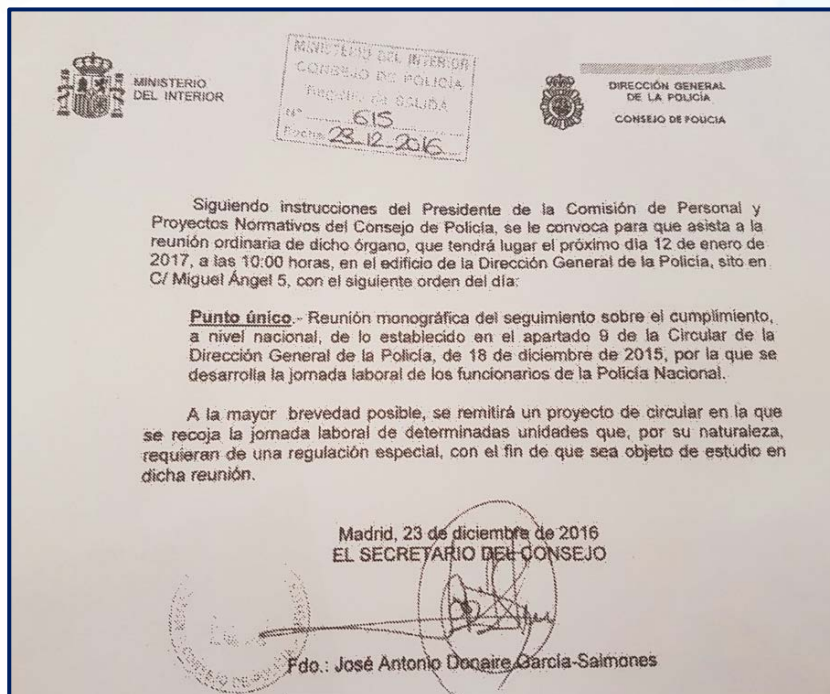 MINISTERIO
DEL INTERIOR
MINISTERIO DEL INTERIOR
CONSEJO DE POLICÍA
REGISTRO DE SALIDA
Nº 615
Fecha 23-12-2016
DIRECCIÓN GENERAL
DE LA POLICÍA
CONSEJO DE POLICIA
Siguiendo instrucciones del Presidente de la Comisión de Personal y
Proyectos Normativos del Consejo de Policía, se le convoca para que asista a la
reunión ordinaria de dicho órgano, que tendrá lugar el próximo día 12 de enero de
2017, a las 10:00 horas, en el edificio de la Dirección General de la Policía, sito en
C/ Miguel Ángel 5, con el siguiente orden del día:
Punto único.- Reunión monográfica del seguimiento sobre el cumplimiento,
a nivel nacional, de lo establecido en el apartado 9 de la Circular de la
Dirección General de la Policía, de 18 de diciembre de 2015, por la que se
desarrolla la jornada laboral de los funcionarios de la Policía Nacional.
A la mayor brevedad posible, se remitirá un proyecto de circular en la que
se recoja la jornada laboral de determinadas unidades que, por su naturaleza,
requieran de una regulación especial, con el fin de que sea objeto de estudio en
dicha reunión.
Madrid, 23 de diciembre de 2016
EL SECRETARIO DEL CONSEJO
CONSEJO DE POLICIA
Fdo.: José Antonio Donaire García-Salmones